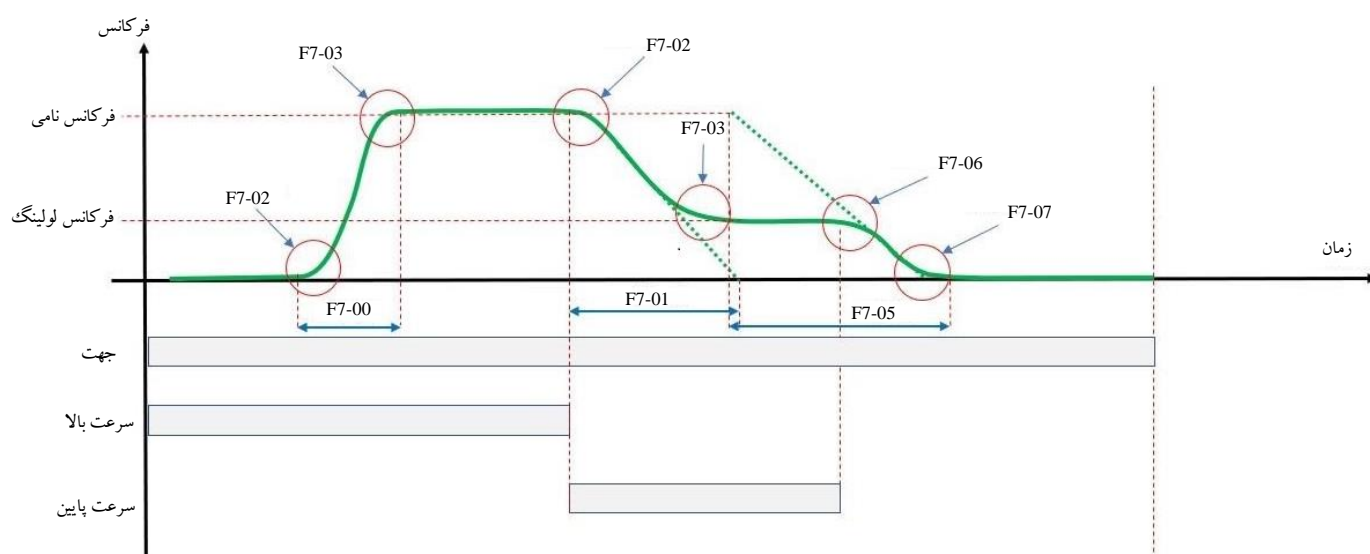 فرکانس
F7-03
F7-02
فرکانس نامی
F7-03
F7-06
F7-02
F7-07
فرکانس لولینگ
زمان
F7-00
F7-01
F7-05
جهت
سرعت بالا
سرعت پایین